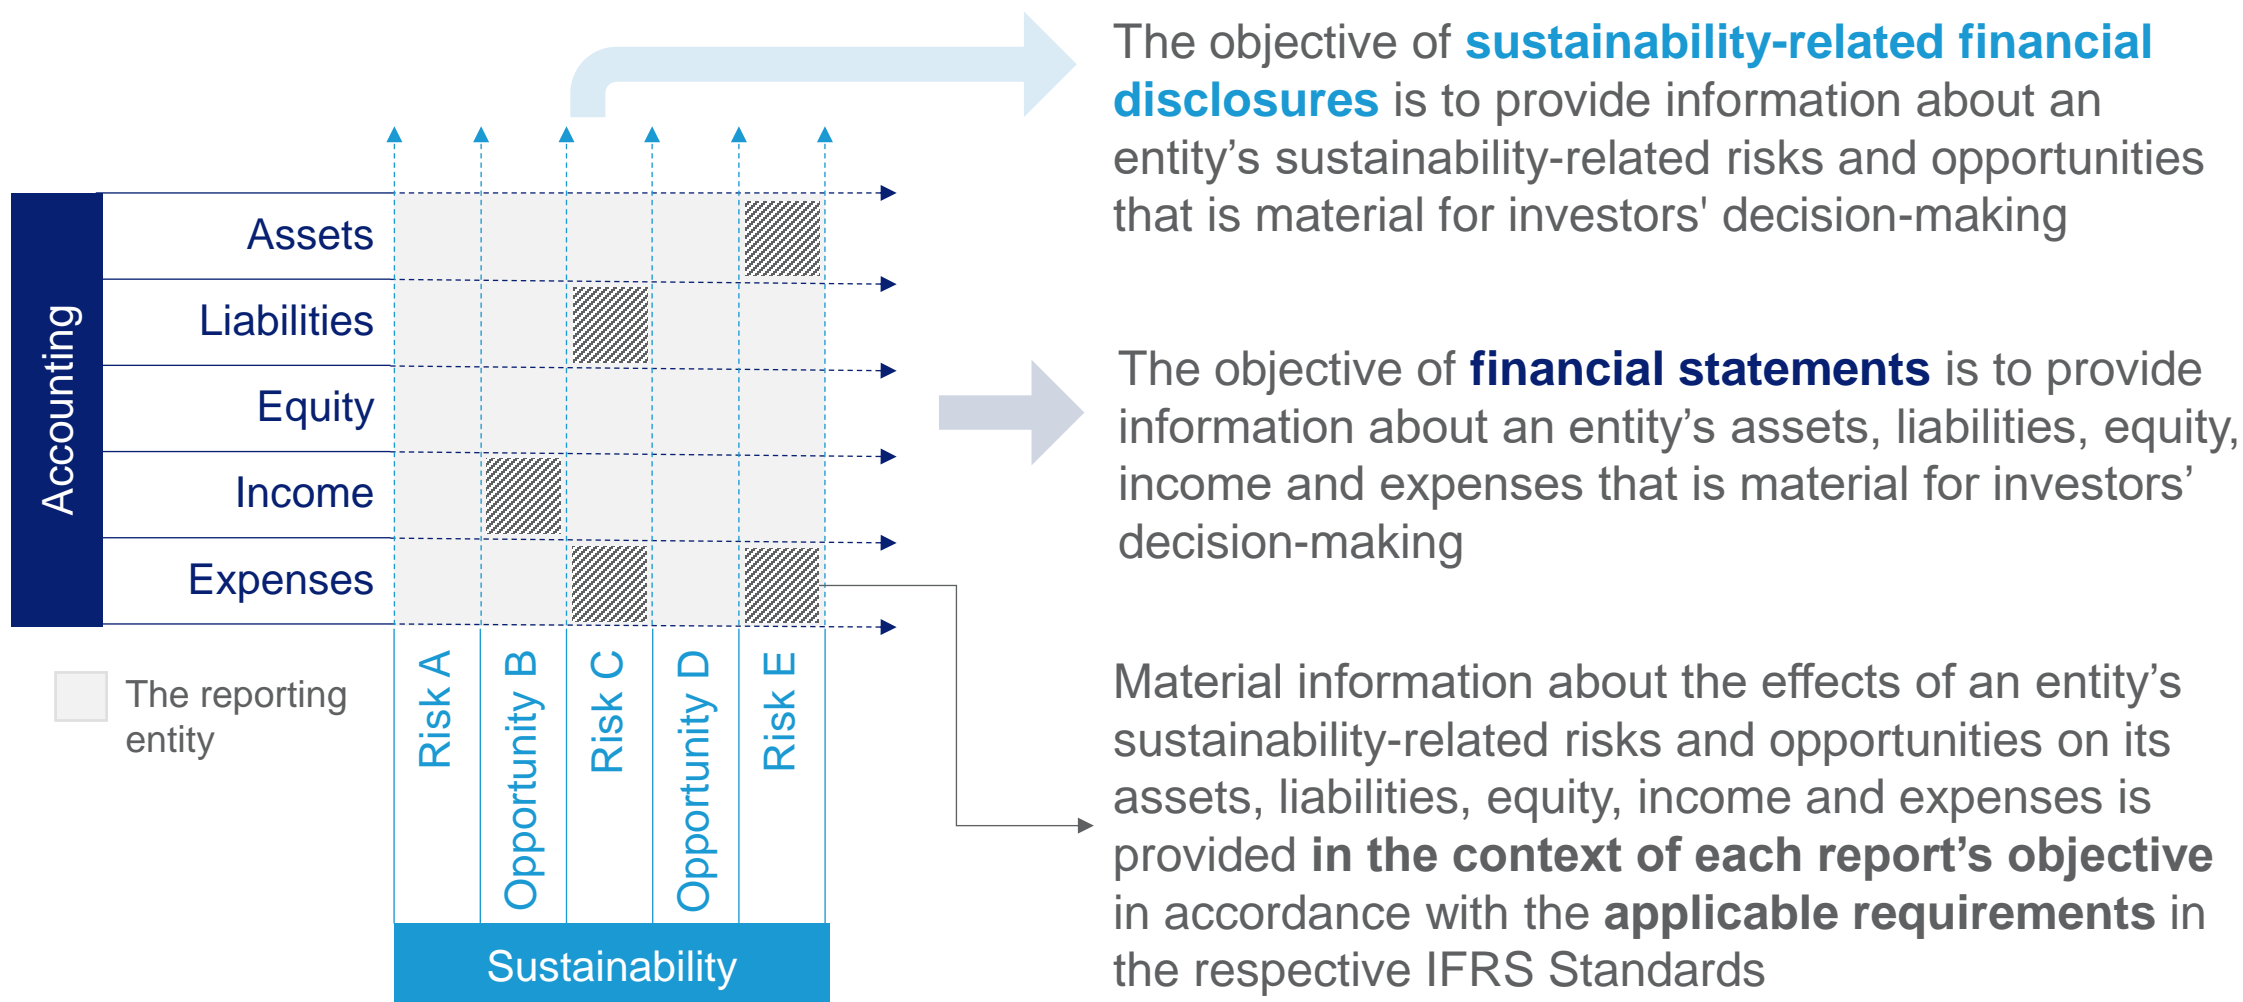 The objective of sustainability-related financial
disclosures is to provide information about an
entity’s sustainability-related risks and opportunities
that is material for investors' decision-making
Accounting
Assets
Liabilities
Equity
Income
Expenses
The objective of financial statements is to provide
information about an entity’s assets, liabilities, equity,
income and expenses that is material for investors’
decision-making
The reporting
entity
Risk A
Opportunity B
Risk C
Opportunity D
Risk E
Sustainability
Material information about the effects of an entity’s
sustainability-related risks and opportunities on its
assets, liabilities, equity, income and expenses is
provided in the context of each report’s objective
in accordance with the applicable requirements in
the respective IFRS Standards